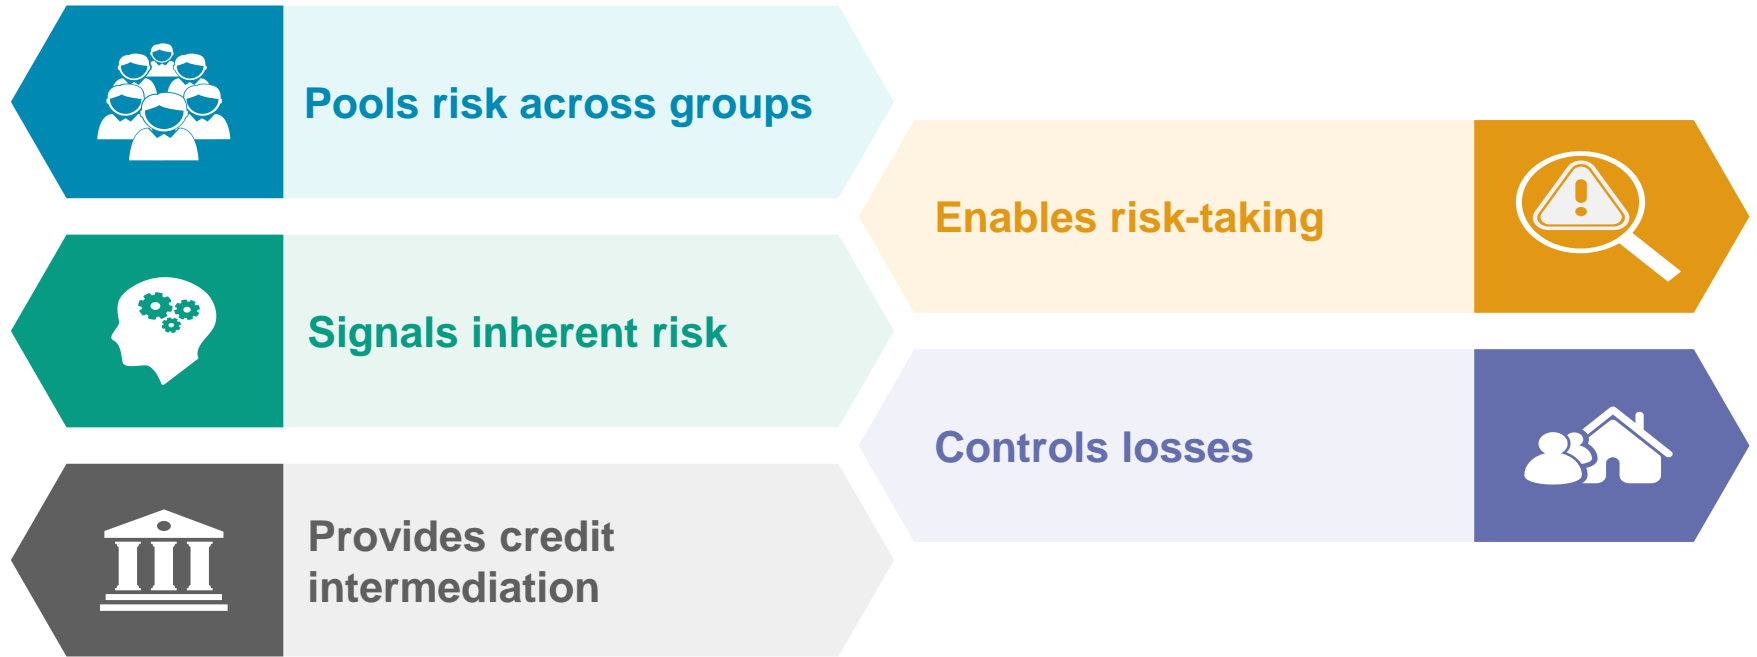 Pools risk across groups
Enables risk-taking
Signals inherent risk
Controls losses
Provides credit
intermediation